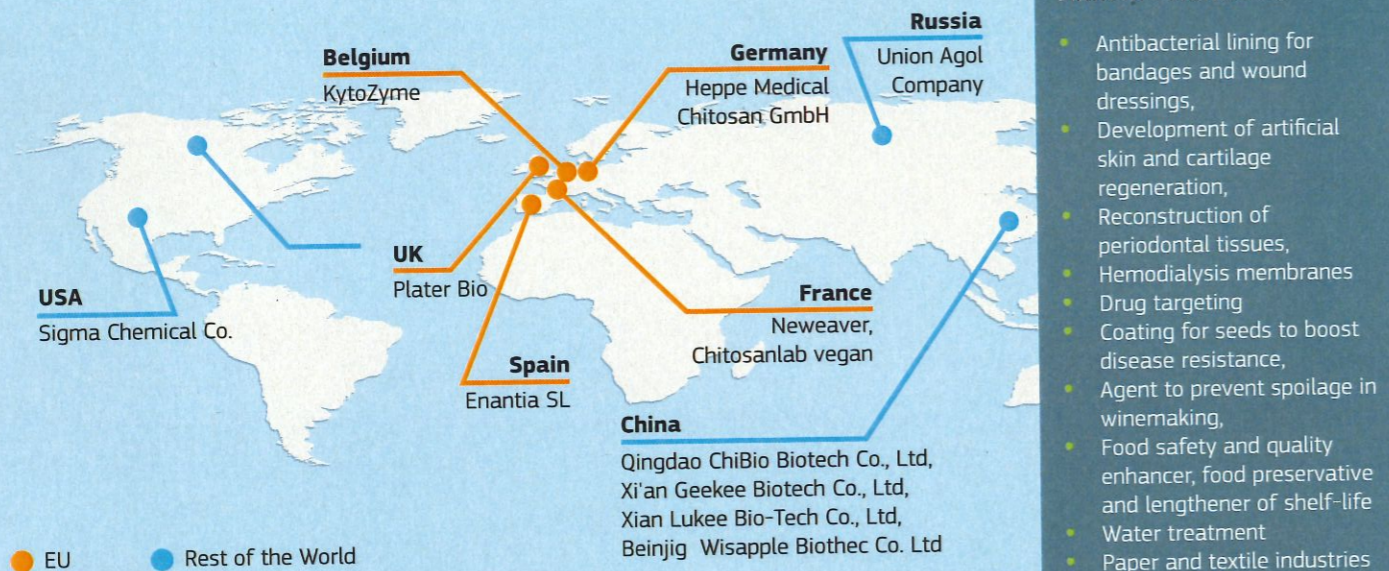 Russia
Union Agol
Company
Belgium
KytoZyme
Germany
Heppe Medical
Chitosan GmbH
UK
Plater Bio
USA
Sigma Chemical Co.
France
Neweaver,
Chitosanlab vegan
Spain
Enantia SL
China
Qingdao ChiBio Biotech Co., Ltd,
Xi'an Geekee Biotech Co., Ltd,
Xian Lukee Bio-Tech Co., Ltd,
Beinjig Wisapple Biothec Co. Ltd
EU
Rest of the World
• Antibacterial lining for
bandages and wound
dressings,
• Development of artificial
skin and cartilage
regeneration,
• Reconstruction of
periodontal tissues,
• Hemodialysis membranes
• Drug targeting
• Coating for seeds to boost
disease resistance,
• Agent to prevent spoilage in
winemaking,
• Food safety and quality
enhancer, food preservative
and lengthener of shelf-life
• Water treatment
• Paper and textile industries